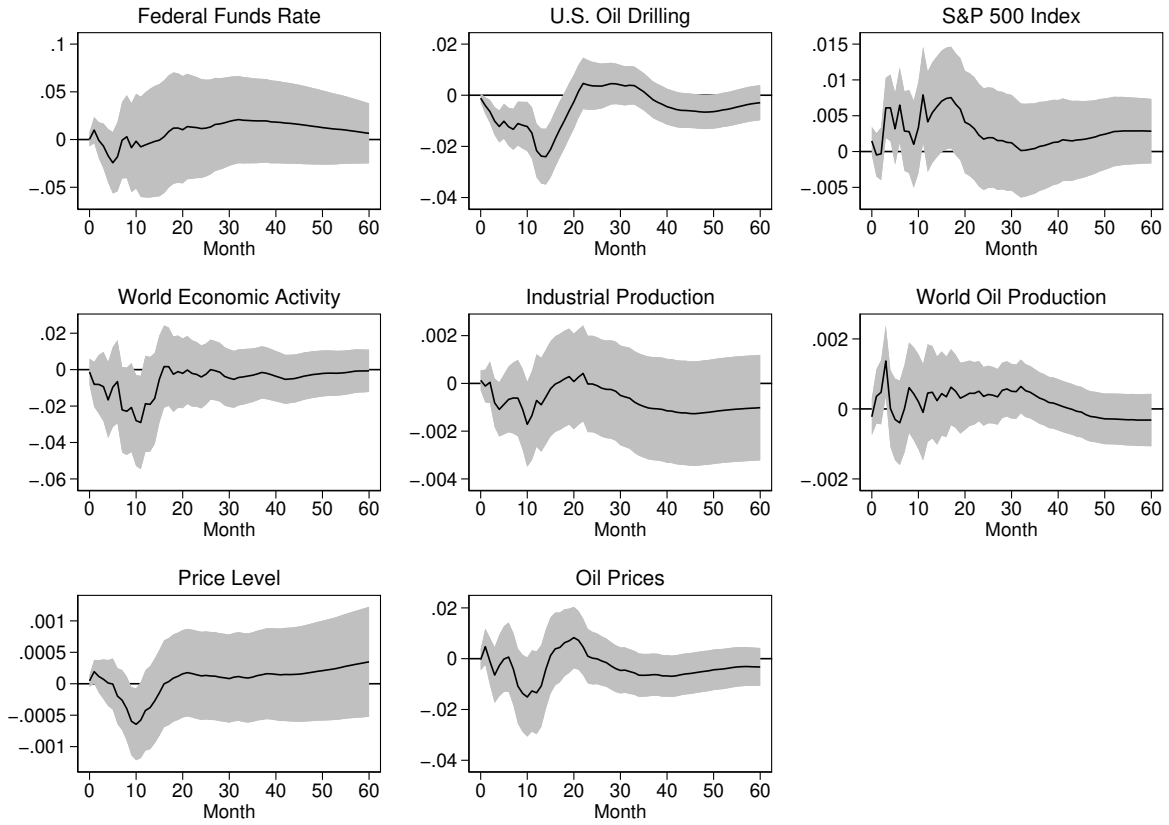 Federal Funds Rate
.1
.05
0
−.05
0 10 20 30 40 50 60
Month
U.S. Oil Drilling
.02
0
−.02
−.04
0 10 20 30 40 50 60
Month
S&P 500 Index
.015
.01
.005
0
−.005
0 10 20 30 40 50 60
Month
World Economic Activity
.02
0
−.02
−.04
−.06
0 10 20 30 40 50 60
Month
Industrial Production
.002
0
−.002
−.004
0 10 20 30 40 50 60
Month
World Oil Production
.002
0
−.002
0 10 20 30 40 50 60
Month
Price Level
.001
.0005
0
−.0005
−.001
0 10 20 30 40 50 60
Month
Oil Prices
.02
0
−.02
−.04
0 10 20 30 40 50 60
Month